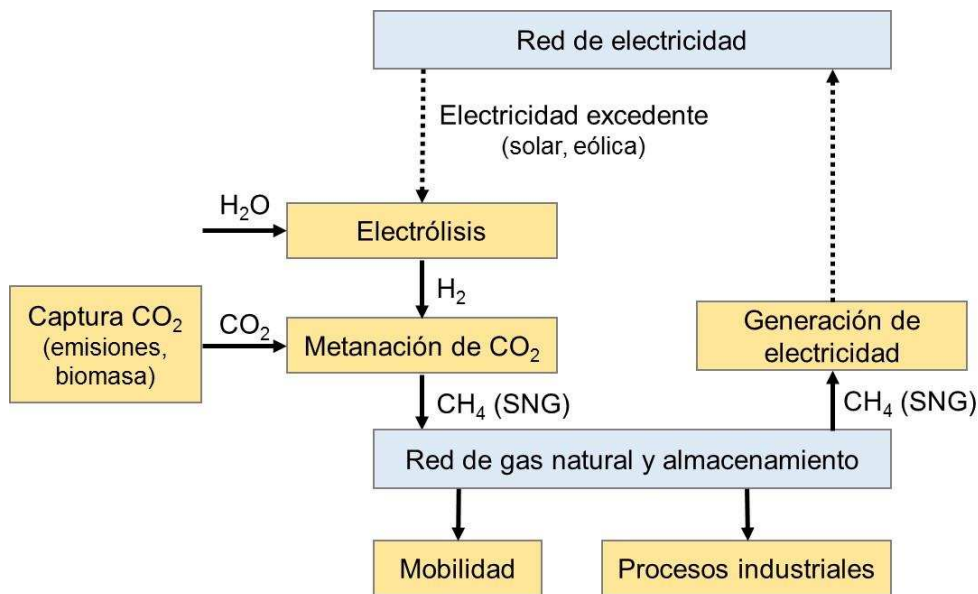 Red de electricidad
Electricidad excedente
(solar, eólica)
H₂O
Electrólisis
H₂
Captura CO₂
(emisiones,
biomasa)
CO₂
Metanación de CO₂
Generación de
electricidad
CH₄ (SNG)
CH₄ (SNG)
Red de gas natural y almacenamiento
Mobilidad
Procesos industriales